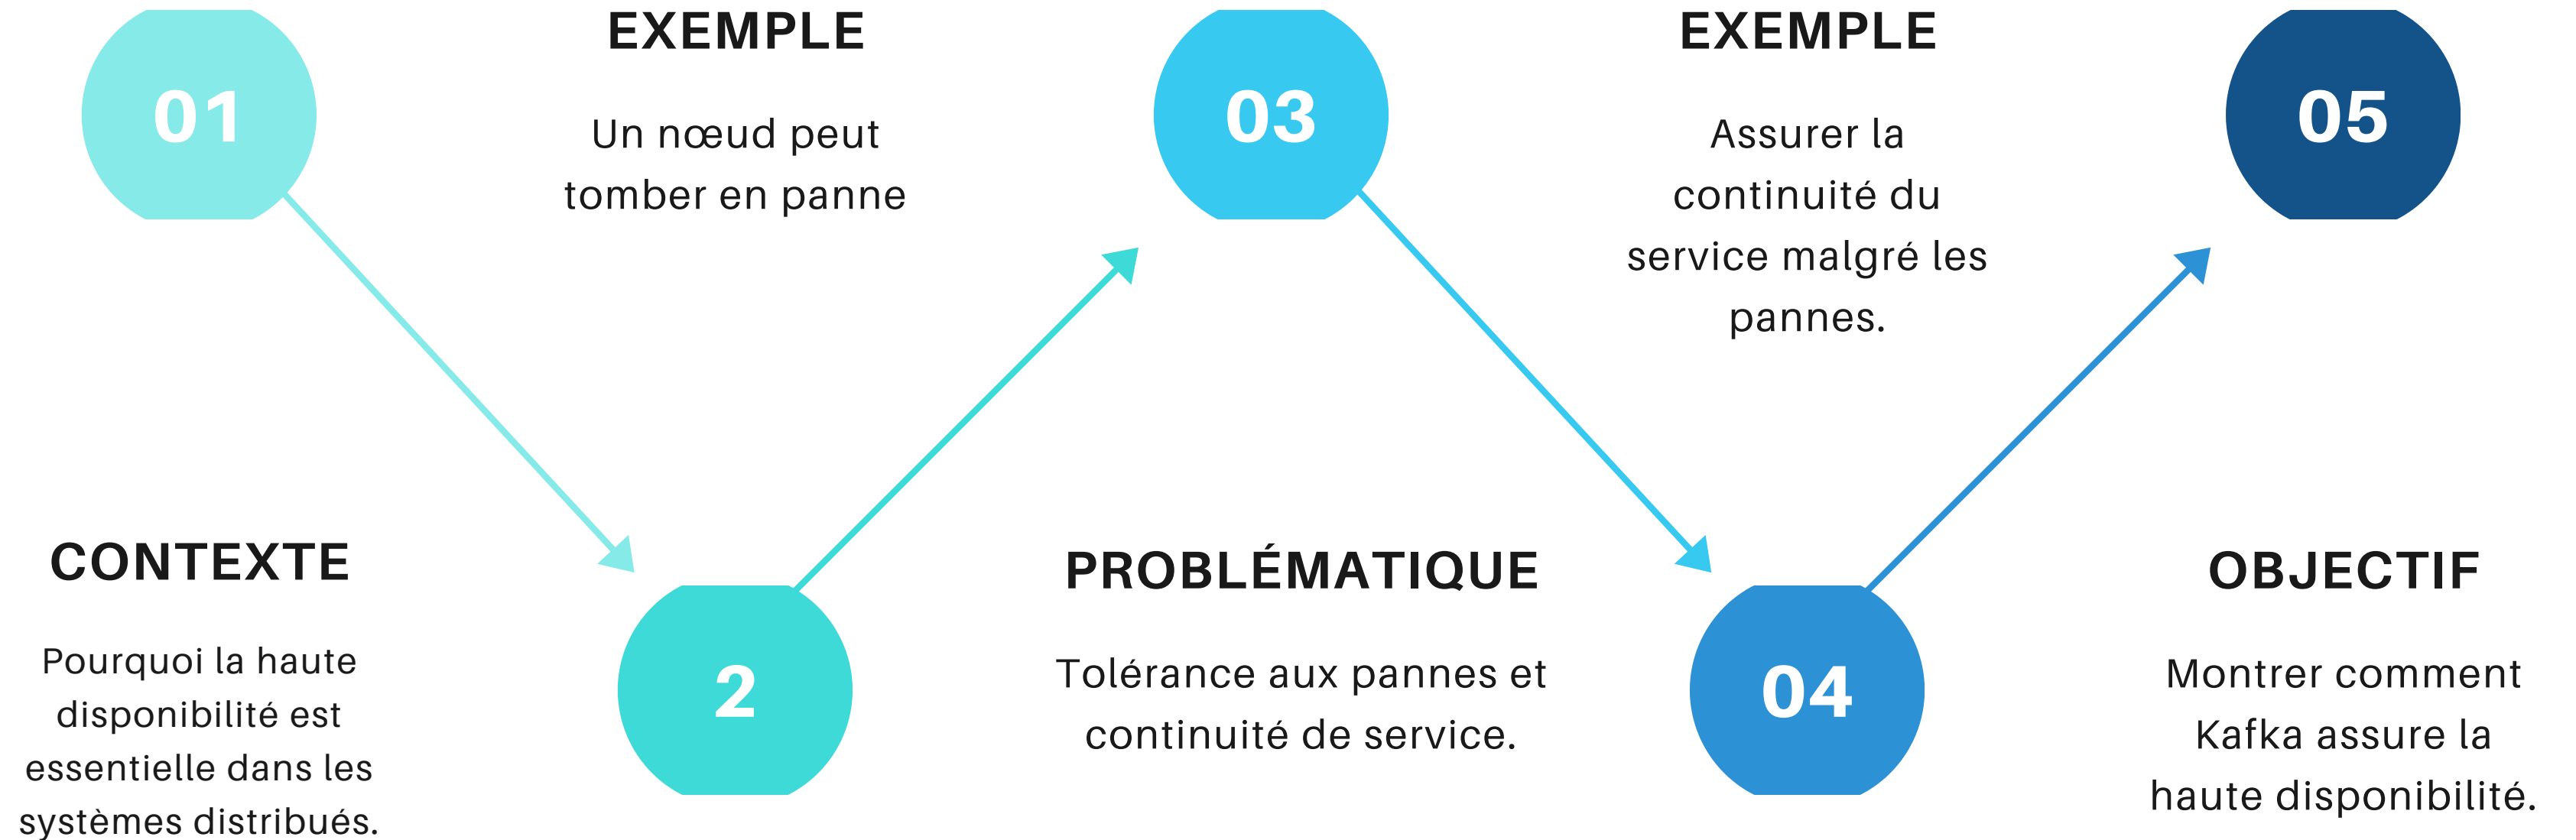 01
CONTEXTE
Pourquoi la haute
disponibilité est
essentielle dans les
systèmes distribués.
EXEMPLE
Un nœud peut
tomber en panne
2
03
PROBLÉMATIQUE
Tolérance aux pannes et
continuité de service.
EXEMPLE
Assurer la
continuité du
service malgré les
pannes.
04
05
OBJECTIF
Montrer comment
Kafka assure la
haute disponibilité.